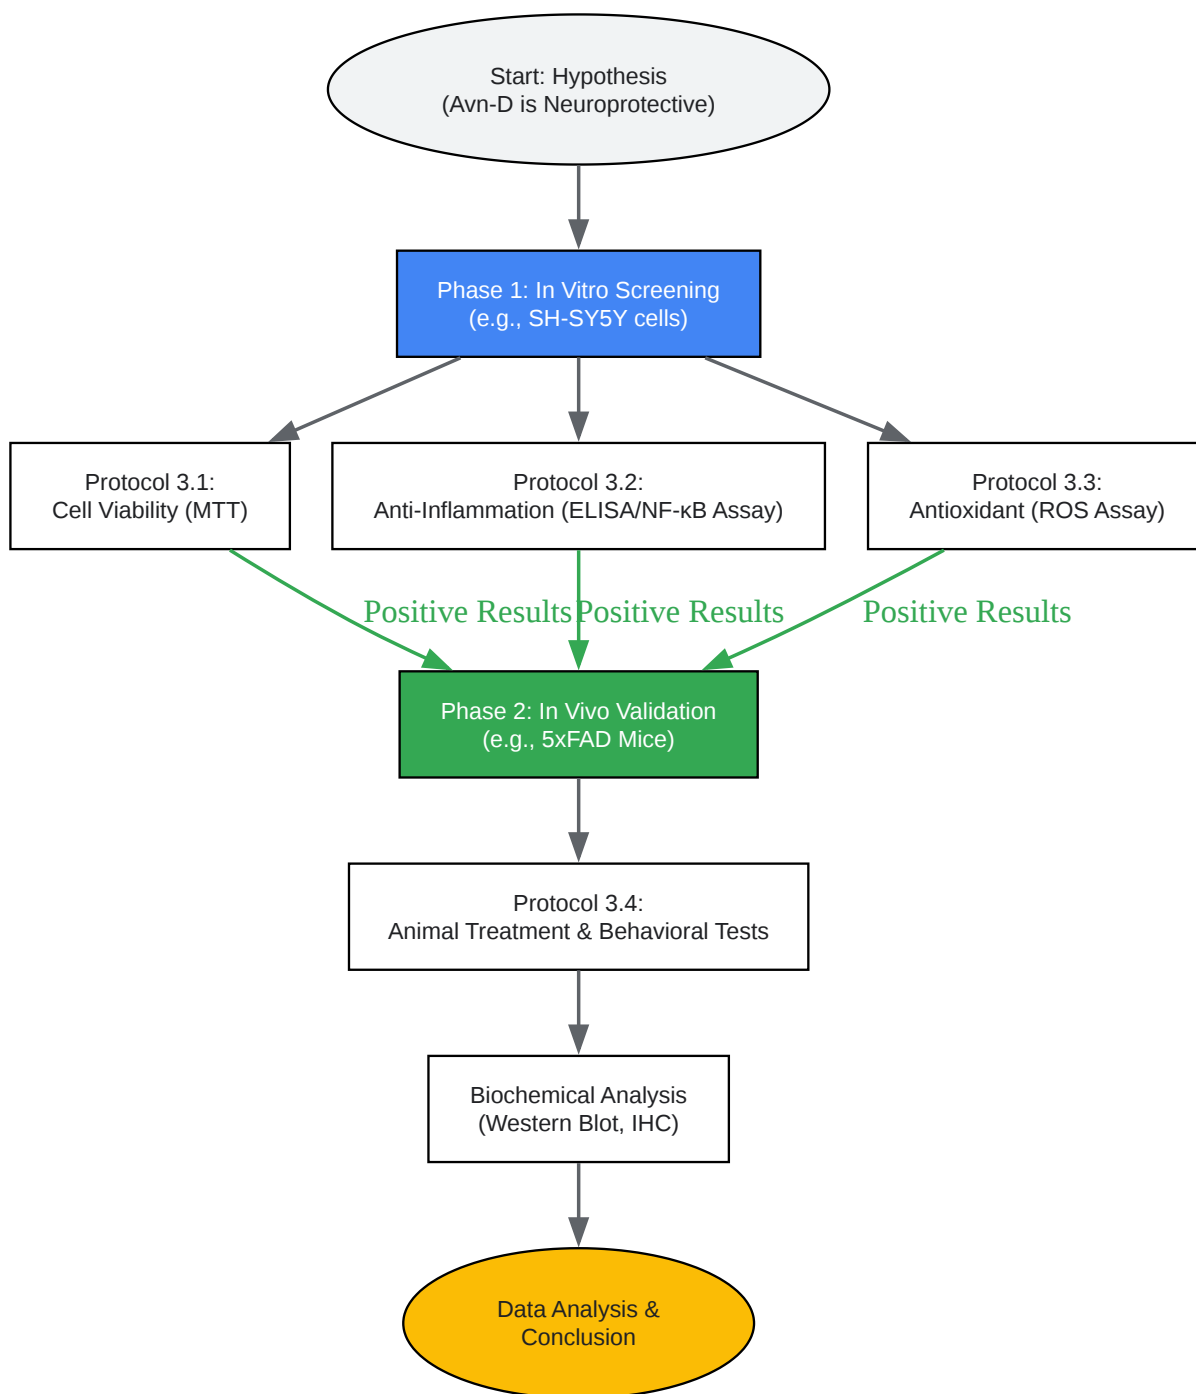 Start: Hypothesis
(Avn-D is Neuroprotective)
Phase 1: In Vitro Screening
(e.g., SH-SY5Y cells)
Protocol 3.1:
Cell Viability (MTT)
Protocol 3.2:
Anti-Inflammation (ELISA/NF-κB Assay)
Protocol 3.3:
Antioxidant (ROS Assay)
Positive Results
Positive Results
Positive Results
Phase 2: In Vivo Validation
(e.g., 5xFAD Mice)
Protocol 3.4:
Animal Treatment & Behavioral Tests
Biochemical Analysis
(Western Blot, IHC)
Data Analysis &
Conclusion